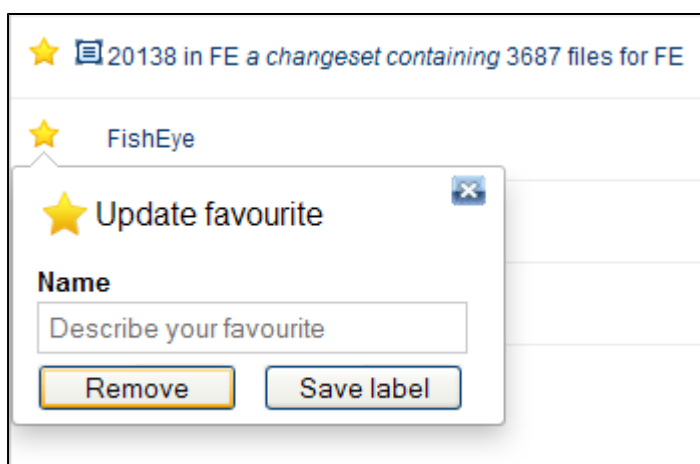 20138 in FE a changeset containing 3687 files for FE
FishEye
Update favourite
Name
Describe your favourite
Remove Save label